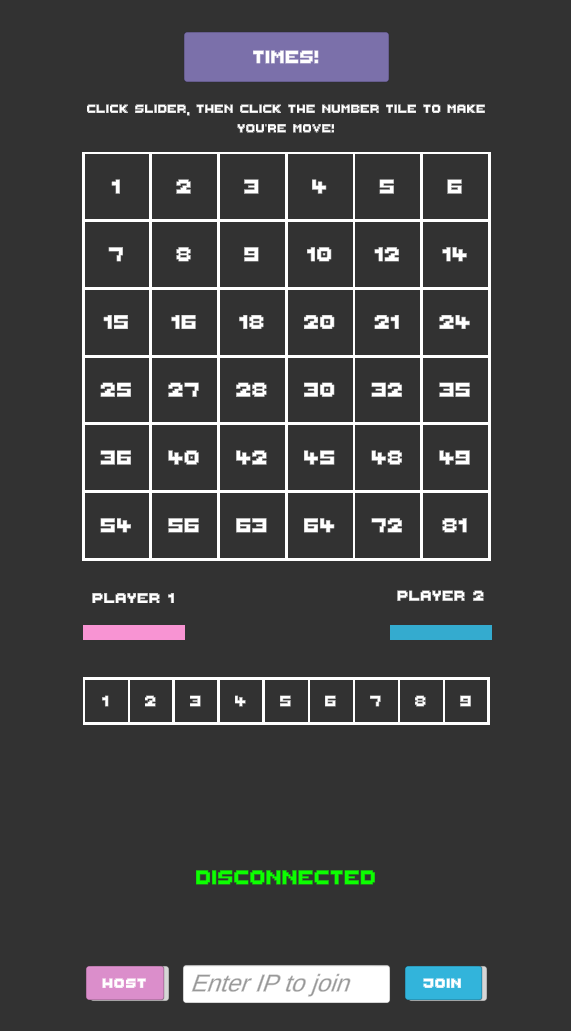 TIMES!
CLICK SLIDER, THEN CLICK THE NUMBER TILE TO MAKE
YOU'RE MOVE!
1 2 3 4 5 6
7 8 9 10 12 14
15 16 18 20 21 24
25 27 28 30 32 35
36 40 42 45 48 49
54 56 63 64 72 81
PLAYER 1 PLAYER 2
1 2 3 4 5 6 7 8 9
DISCONNECTED
HOST Enter IP to join JOIN